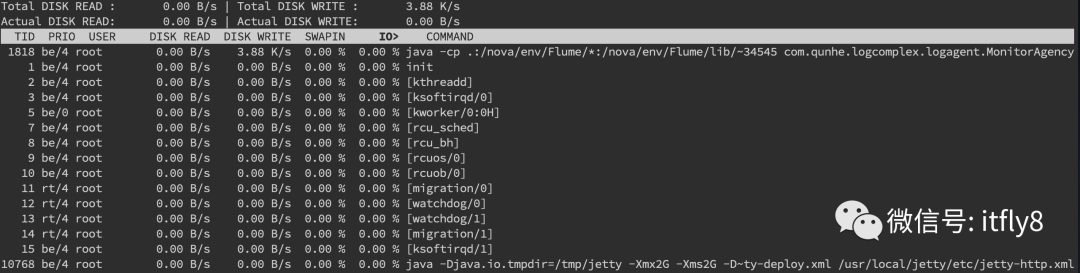 Total DISK READ :       0.00 B/s | Total DISK WRITE :       3.88 K/s
Actual DISK READ:       0.00 B/s | Actual DISK WRITE:       0.00 B/s
TID  PRIO  USER     DISK READ  DISK WRITE  SWAPIN     IO>    COMMAND
1818 be/4 root        0.00 B/s    3.88 K/s  0.00 %  0.00 % java -cp .:/nova/env/Flume/*:/nova/env/Flume/lib/~34545 com.qunhe.logcomplex.logagent.MonitorAgency
1 be/4 root        0.00 B/s    0.00 B/s  0.00 %  0.00 % init
2 be/4 root        0.00 B/s    0.00 B/s  0.00 %  0.00 % [kthreadd]
3 be/4 root        0.00 B/s    0.00 B/s  0.00 %  0.00 % [ksoftirqd/0]
5 be/0 root        0.00 B/s    0.00 B/s  0.00 %  0.00 % [kworker/0:0H]
7 be/4 root        0.00 B/s    0.00 B/s  0.00 %  0.00 % [rcu_sched]
8 be/4 root        0.00 B/s    0.00 B/s  0.00 %  0.00 % [rcu_bh]
9 be/4 root        0.00 B/s    0.00 B/s  0.00 %  0.00 % [rcuos/0]
10 be/4 root        0.00 B/s    0.00 B/s  0.00 %  0.00 % [rcuob/0]
11 rt/4 root        0.00 B/s    0.00 B/s  0.00 %  0.00 % [migration/0]
12 rt/4 root        0.00 B/s    0.00 B/s  0.00 %  0.00 % [watchdog/0]
13 rt/4 root        0.00 B/s    0.00 B/s  0.00 %  0.00 % [watchdog/1]
14 rt/4 root        0.00 B/s    0.00 B/s  0.00 %  0.00 % [migration/1]
15 be/4 root        0.00 B/s    0.00 B/s  0.00 %  0.00 % [ksoftirqd/1]
10768 be/4 root        0.00 B/s    0.00 B/s  0.00 %  0.00 % java -Djava.io.tmpdir=/tmp/jetty -Xmx2G -Xms2G -D~ty-deploy.xml /usr/local/jetty/etc/jetty-http.xml
微信号: itfly8